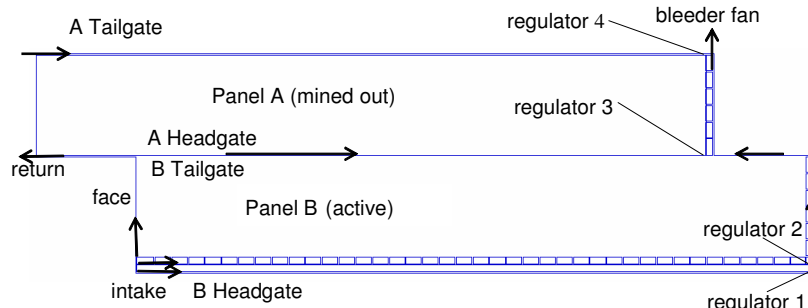 regulator 4
bleeder fan
A Tailgate
Panel A (mined out)
regulator 3
A Headgate
B Tailgate
return
face
Panel B (active)
regulator 2
intake
B Headgate
regulator 1